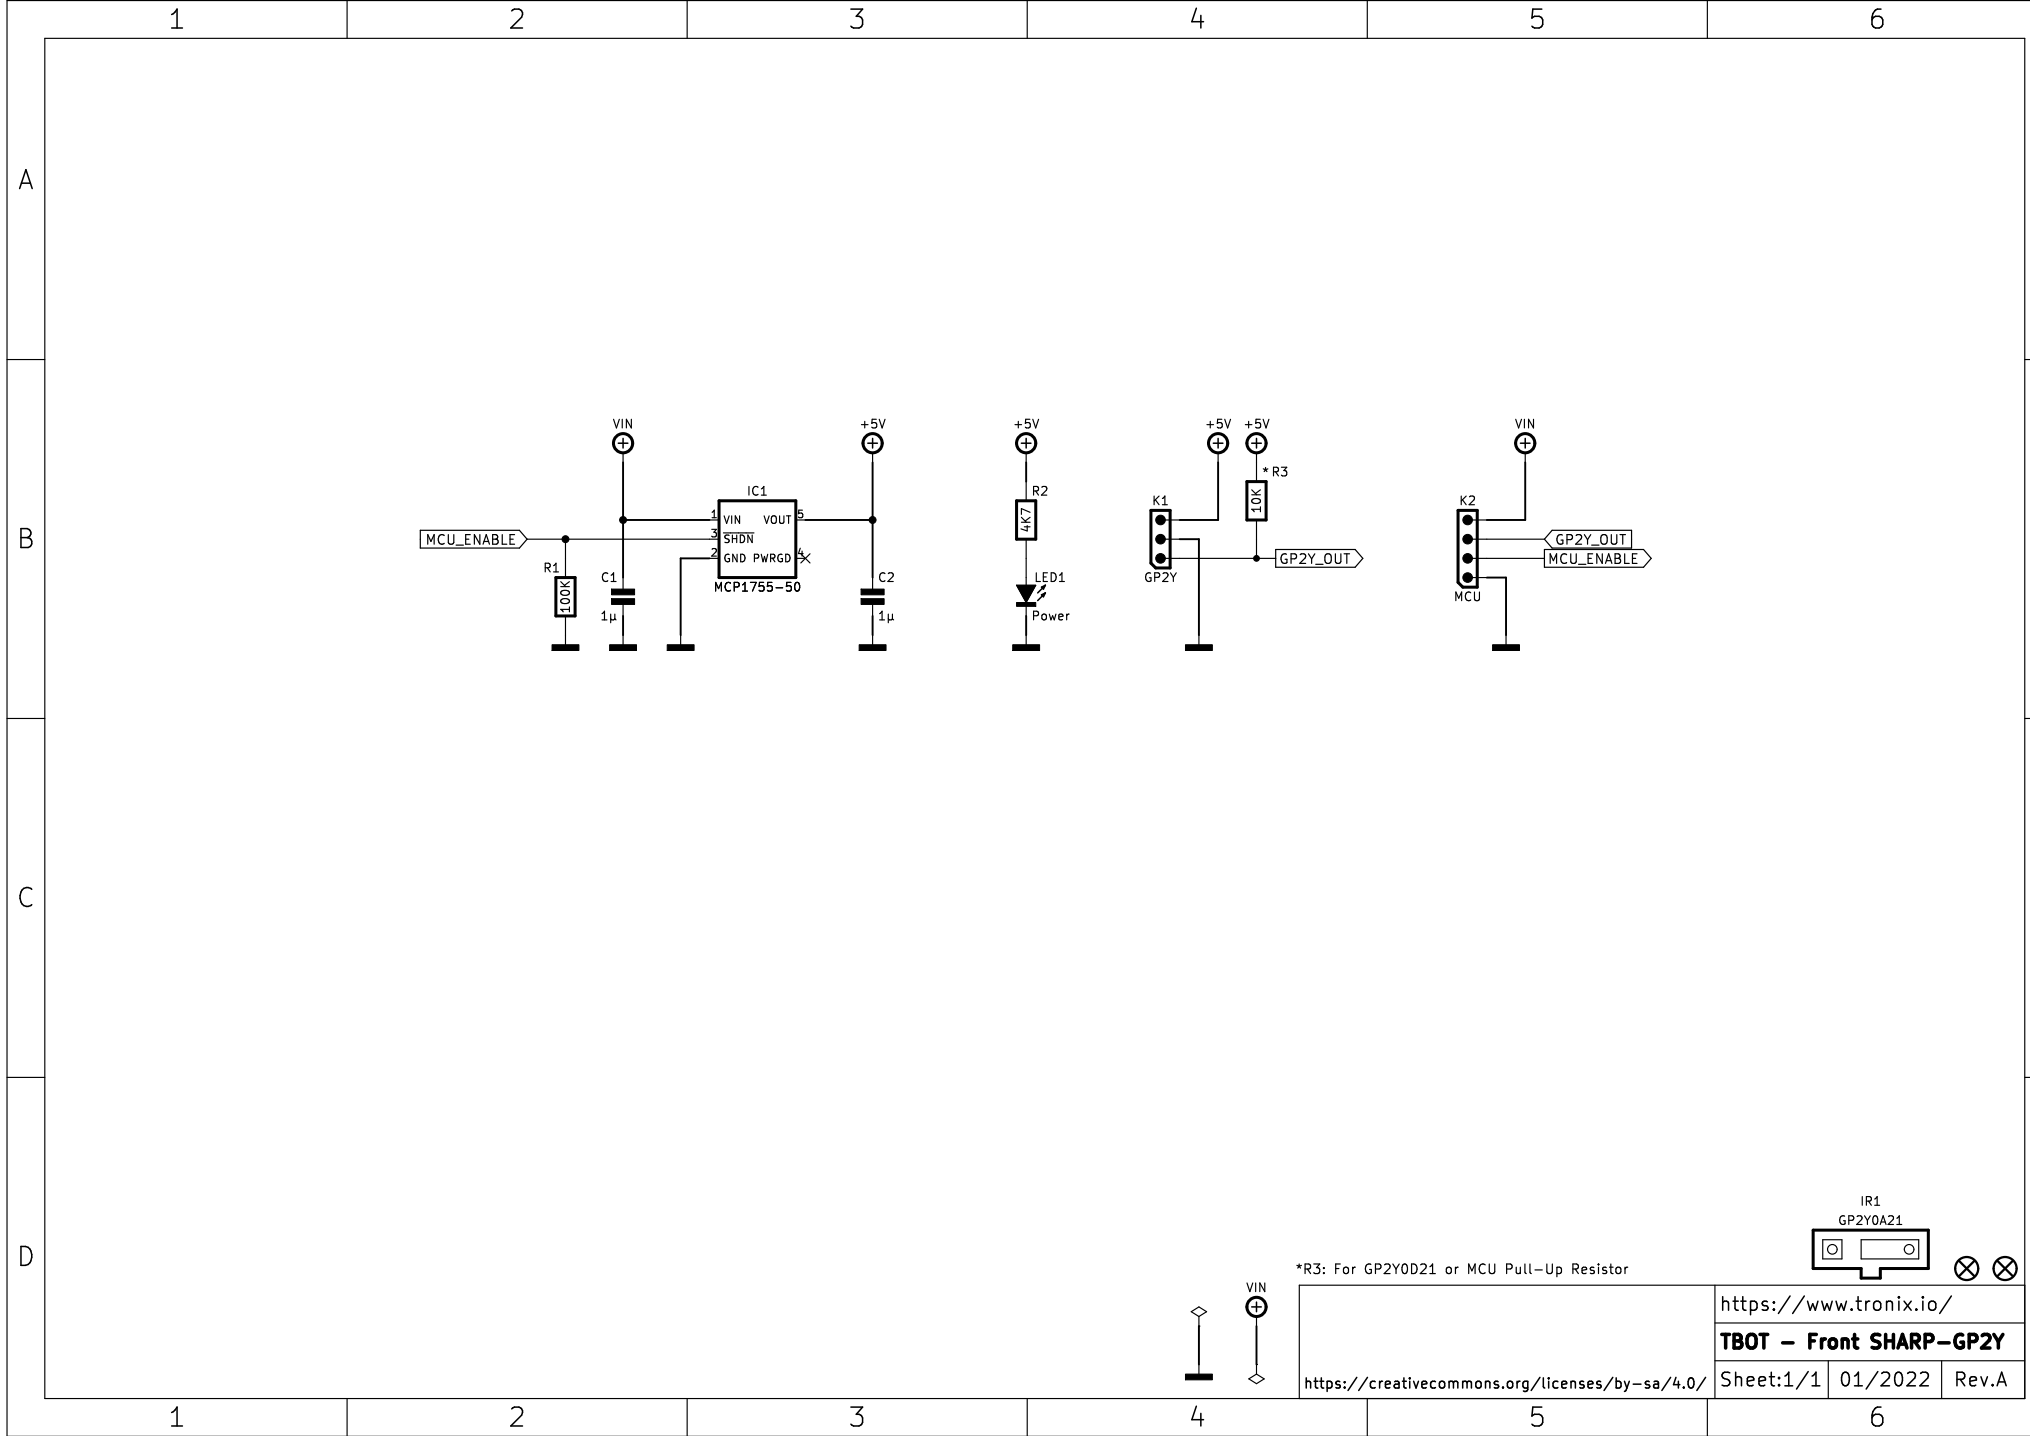 1 2 3 4 5 6
A
VIN +5V +5V +5V +5V VIN
*R3
IC1 R2 K1 10K K2
1 VIN VOUT 5 4K7
B
MCU_ENABLE 3 SHDN GP2Y_OUT
2 GND PWRGD 4 GP2Y_OUT MCU_ENABLE
R1 C1 C2 LED1 GP2Y
MCP1755-50 MCU
100K
1µ 1µ Power
C
IR1
GP2Y0A21
D
*R3: For GP2Y0D21 or MCU Pull-Up Resistor
VIN
https://www.tronix.io/
TBOT - Front SHARP-GP2Y
https://creativecommons.org/licenses/by-sa/4.0/
Sheet:1/1 01/2022 Rev.A
1 2 3 4 5 6